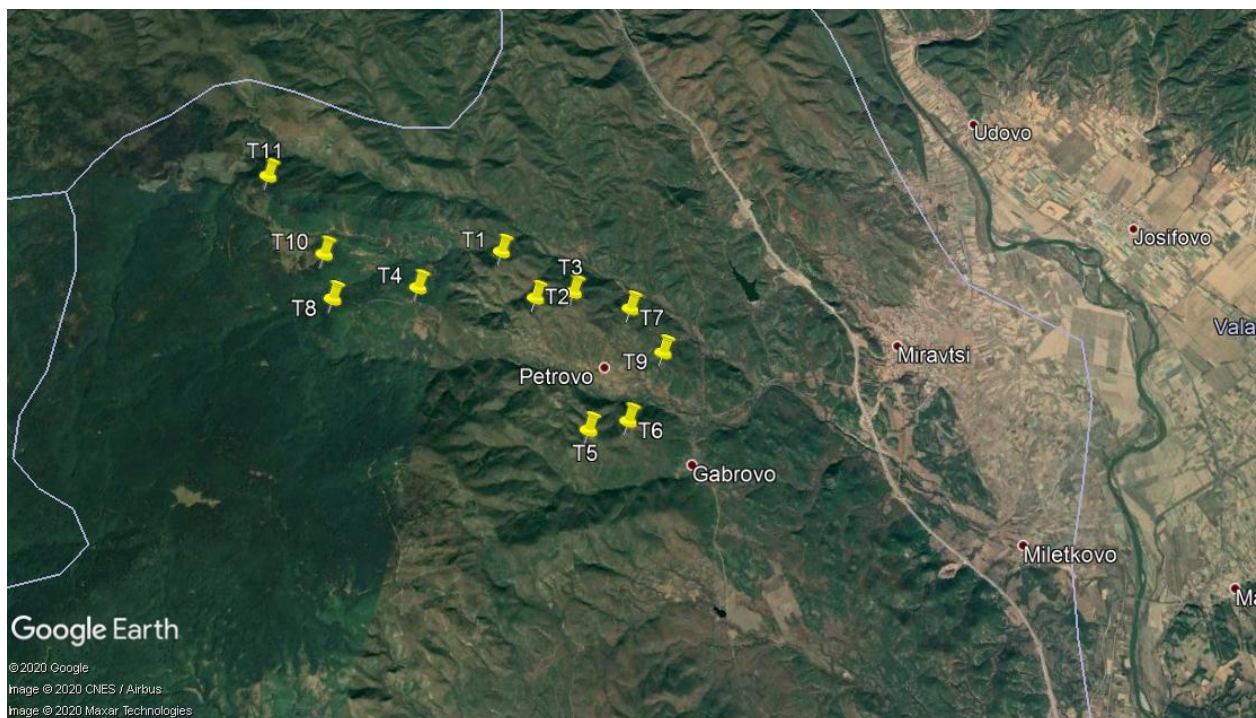 Udovo
T11
Josifovo
T10
T1
T3
T4
T8
T2
T7
Vala
Miravtsi
T9
Petrovo
T6
T5
Gabrovo
Miletkovo
Ma
Google Earth
© 2020 Google
Image © 2020 CNES / Airbus
Image © 2020 Maxar Technologies